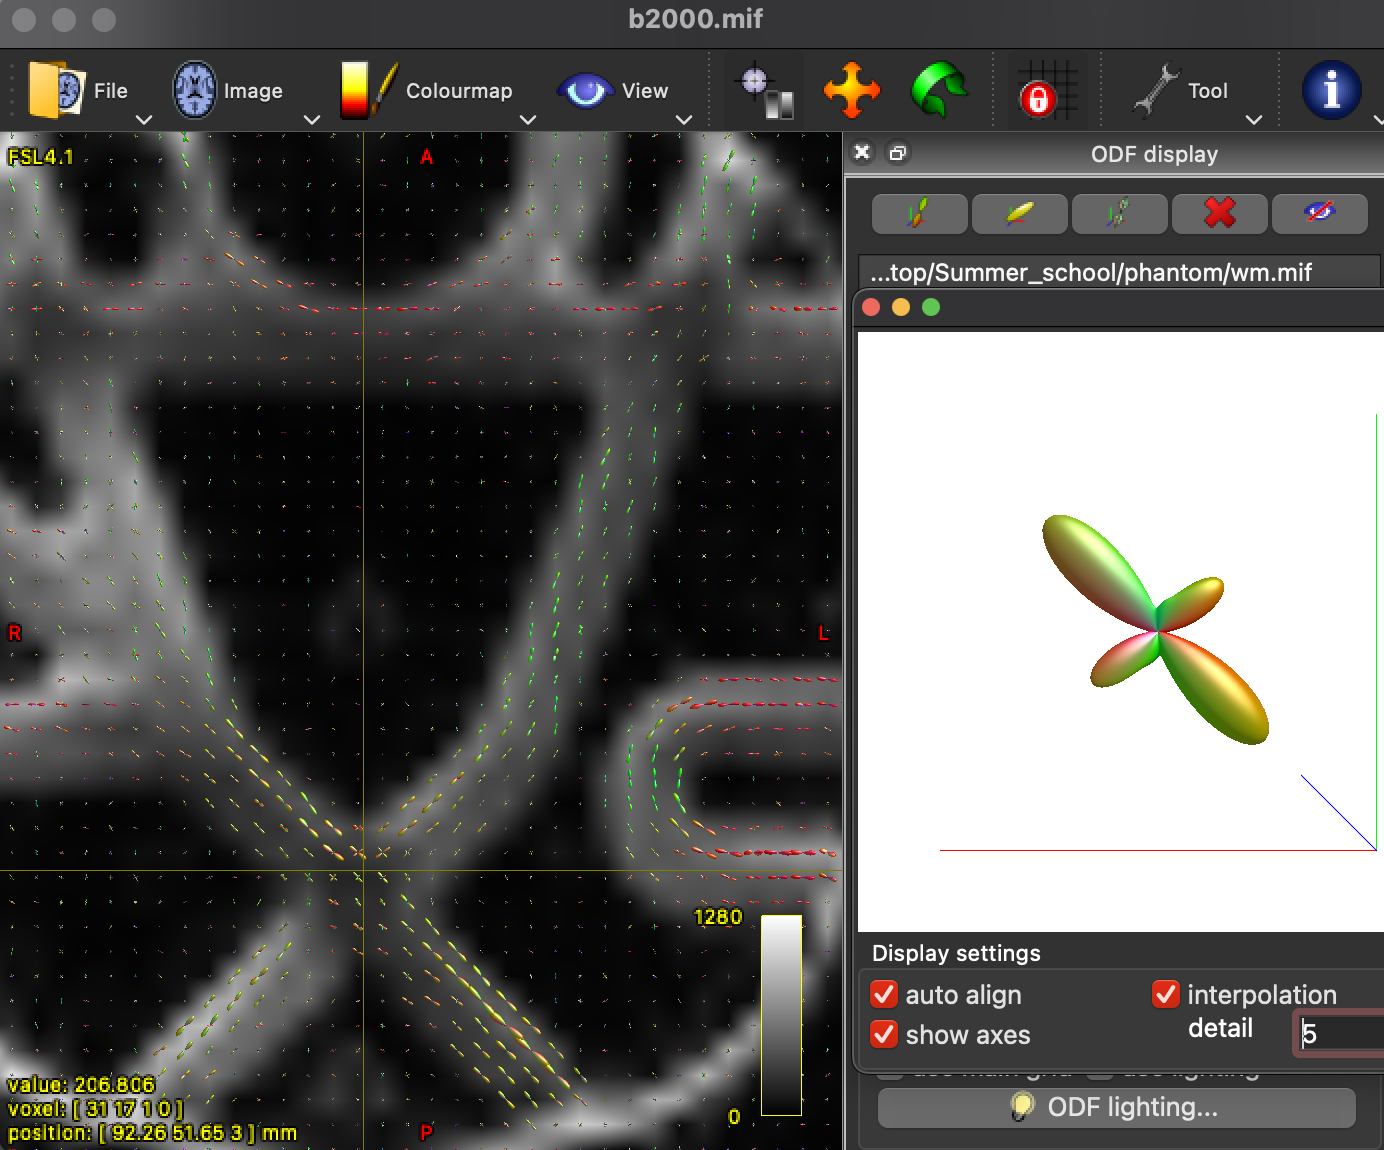 b2000.mif
File
Image
Colourmap
View
Tool
FSL4.1
A
ODF display
...top/Summer_school/phantom/wm.mif
R
L
1280
Display settings
auto align
interpolation
show axes
detail
5
value: 206.806
voxel: [ 31 17 1 0 ]
position: [ 92.26 51.65 3 ] mm
0
P
ODF lighting...